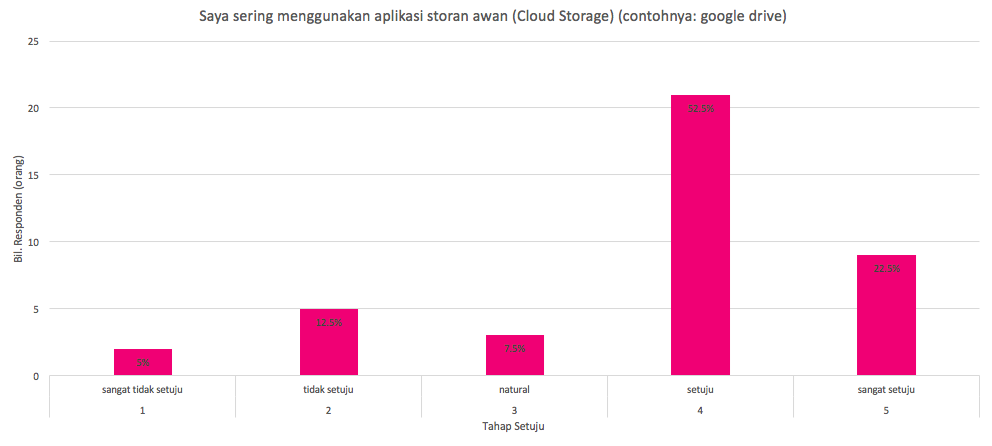 Saya sering menggunakan aplikasi storan awan (Cloud Storage) (contohnya: google drive)
25
20
15
10
5
0
Bil. Responden (orang)
5%
12.5%
7.5%
52.5%
22.5%
sangat tidak setuju
tidak setuju
natural
setuju
sangat setuju
1
2
3
4
5
Tahap Setuju